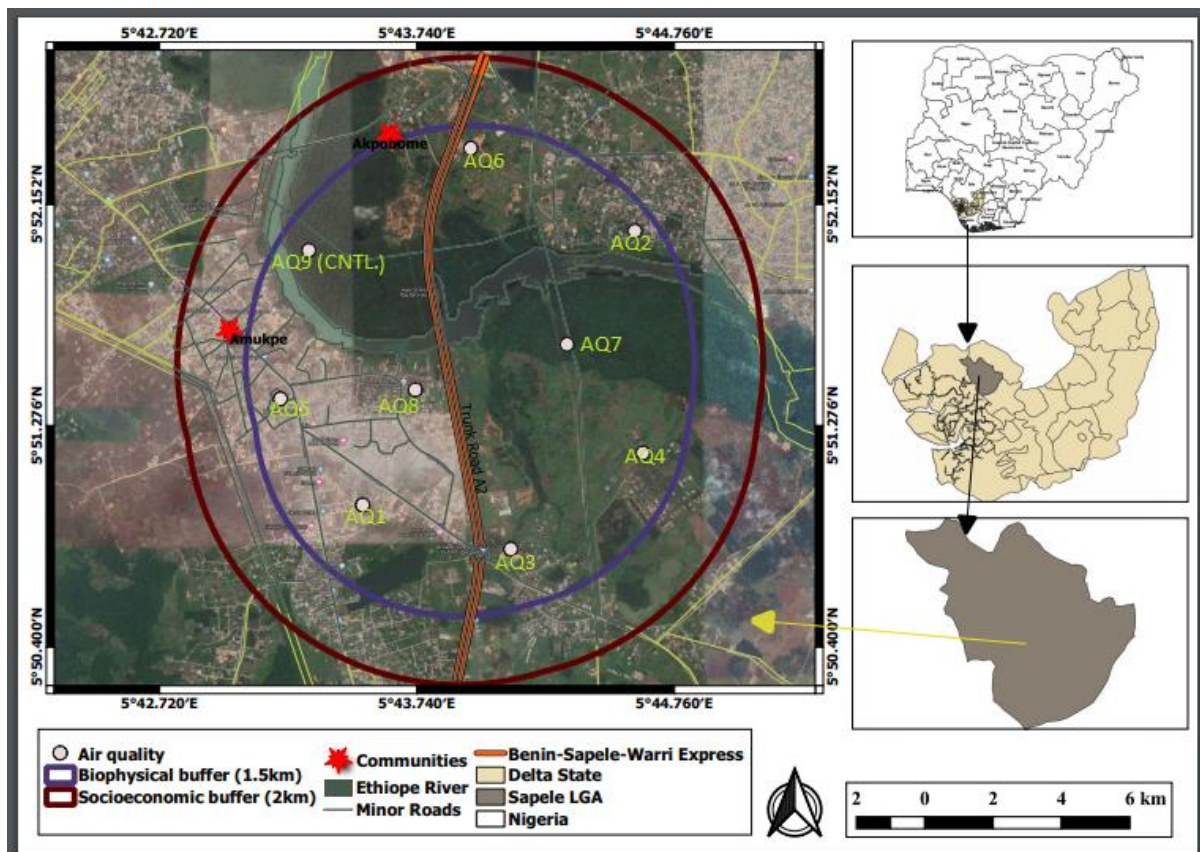 5°42.720'E
5°43.740'E
5°44.760'E
5°52.152'N
5°51.276'N
5°50.400'N
5°52.152'N
5°51.276'N
5°50.400'N
Akpobome
AQ6
AQ2
AQ9 (CNTL.)
Amukpe
AQ7
AQ5
AQ8
Trunk Road A2
AQ4
AQ1
AQ3
5°42.720'E
5°43.740'E
5°44.760'E
Air quality
Biophysical buffer (1.5km)
Socioeconomic buffer (2km)
Communities
Ethiope River
Minor Roads
Benin-Sapele-Warri Express
Delta State
Sapele LGA
Nigeria
2 0 2 4 6 km